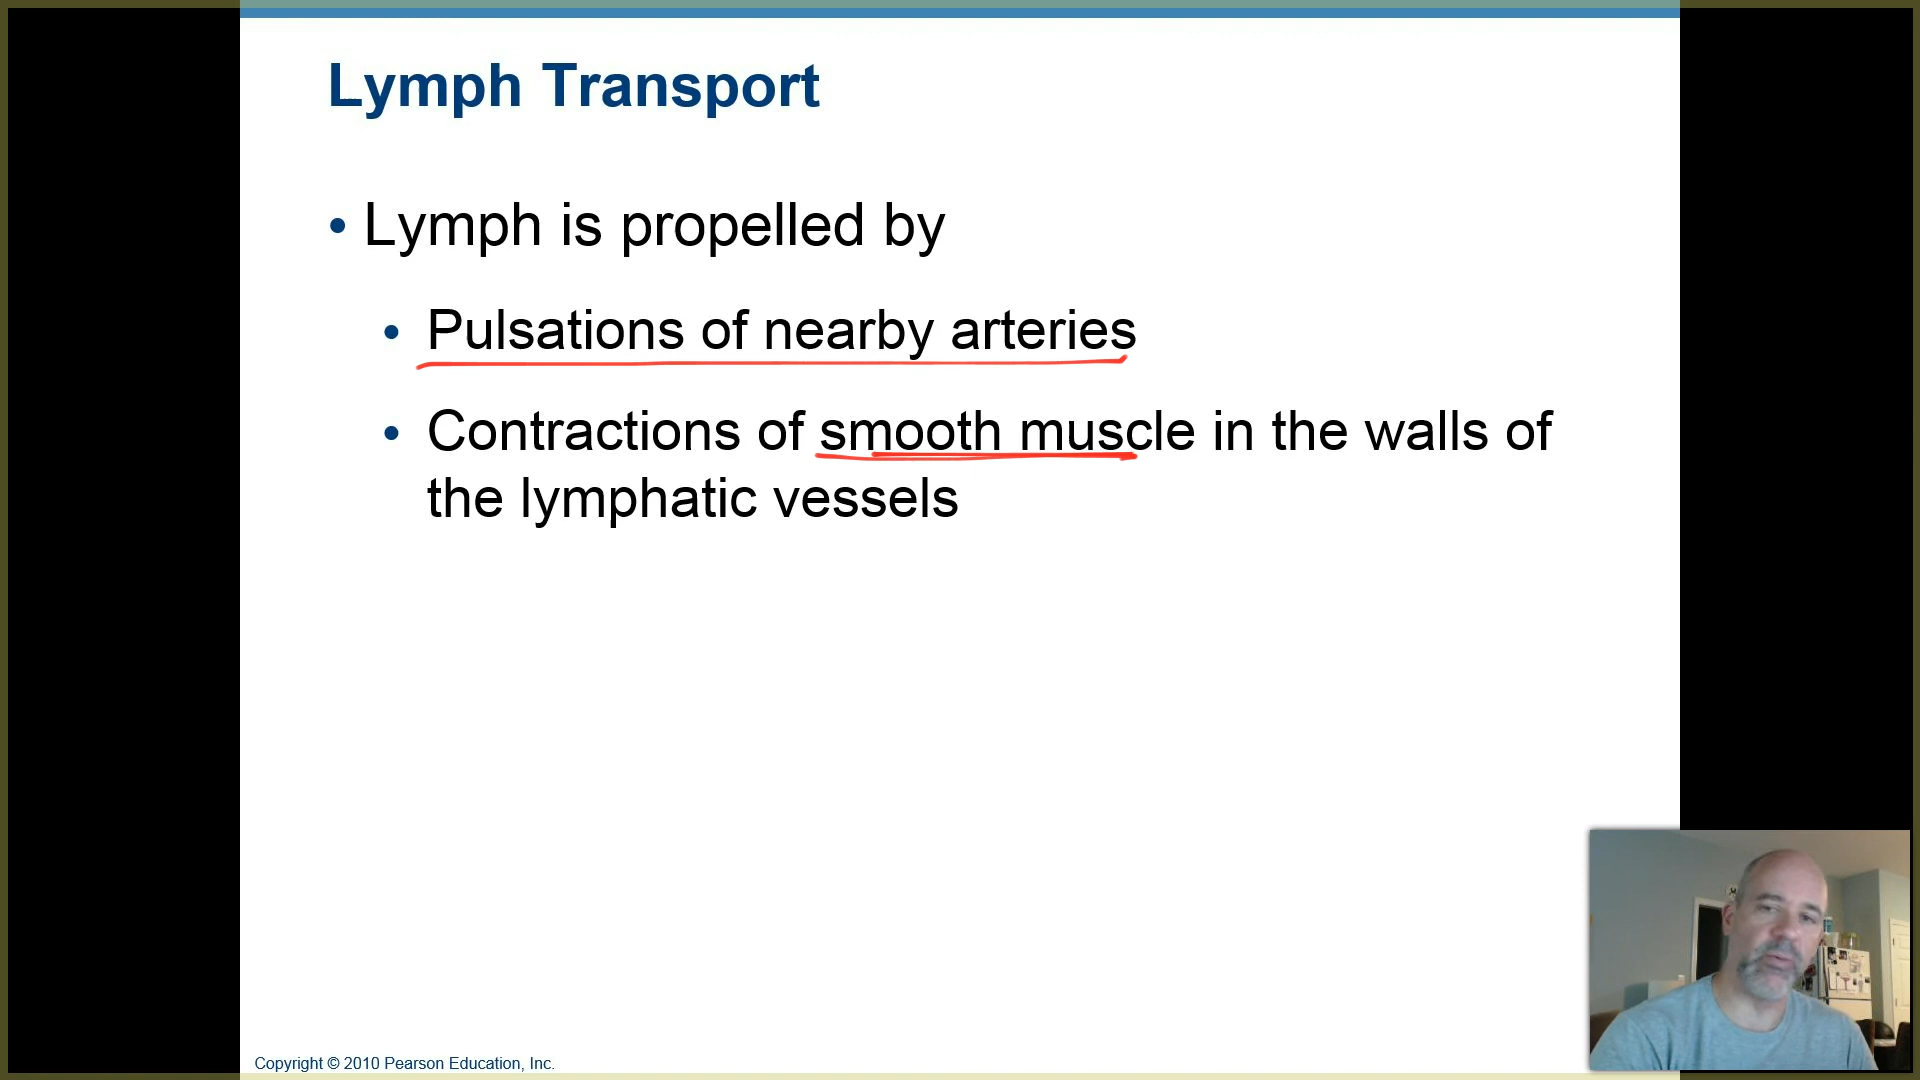 Lymph Transport
• Lymph is propelled by
• Pulsations of nearby arteries
• Contractions of smooth muscle in the walls of
the lymphatic vessels
Copyright © 2010 Pearson Education, Inc.